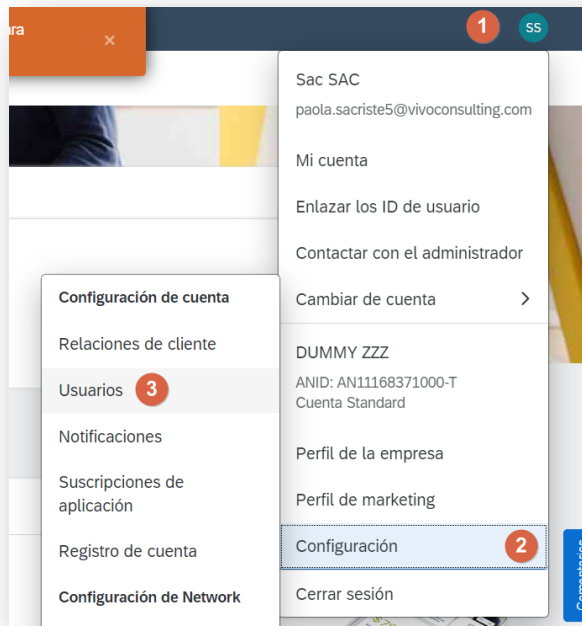 ara
×
1
SS
Sac SAC
paola.sacriste5@vivoconsulting.com
Mi cuenta
Enlazar los ID de usuario
Contactar con el administrador
Cambiar de cuenta >
DUMMY ZZZ
ANID: AN11168371000-T
Cuenta Standard
Perfil de la empresa
Perfil de marketing
Configuración 2
Cerrar sesión
Configuración de cuenta
Relaciones de cliente
Usuarios 3
Notificaciones
Suscripciones de
aplicación
Registro de cuenta
Configuración de Network
Comentarios